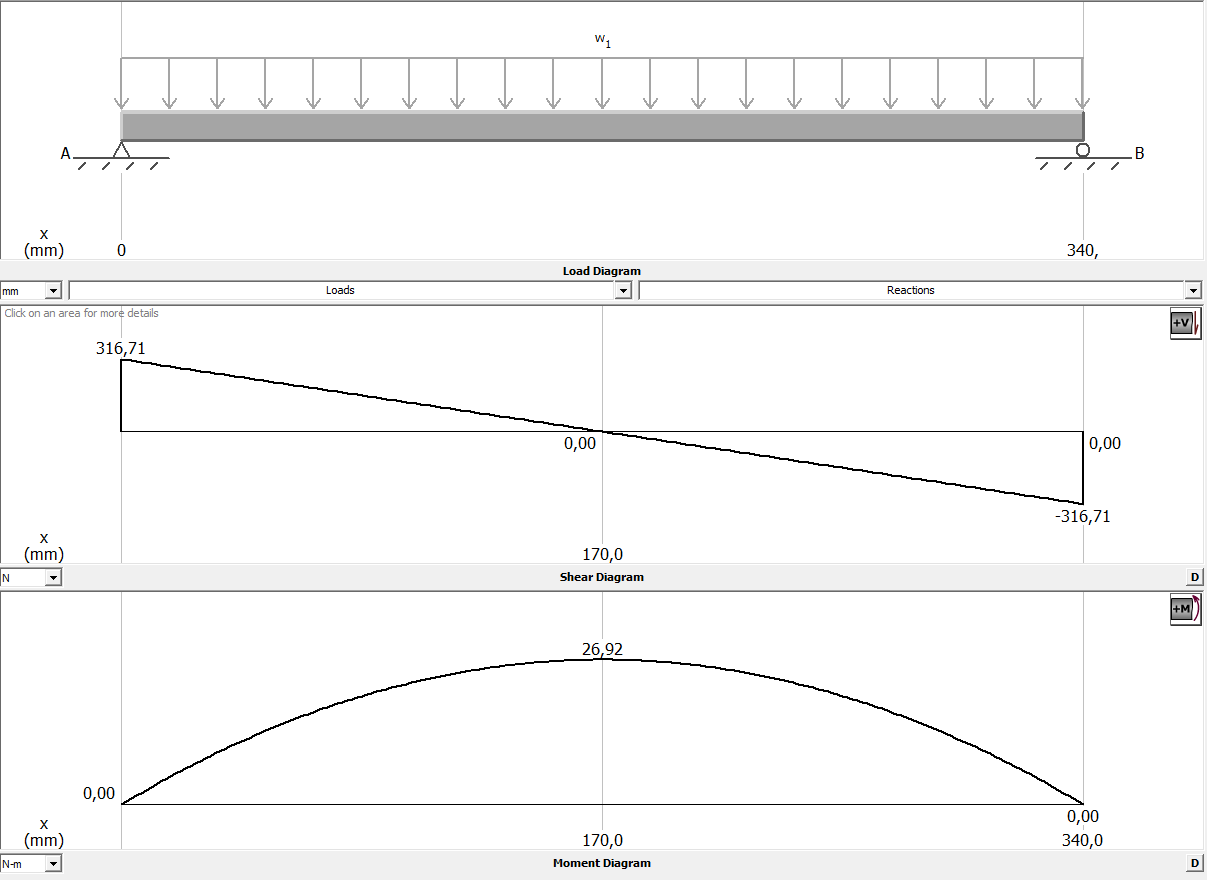 w1
A
B
x
(mm)
0
340,
Load Diagram
mm
Loads
Reactions
Click on an area for more details
+V
316,71
0,00
0,00
-316,71
x
(mm)
170,0
N
Shear Diagram
D
+M
26,92
0,00
0,00
x
(mm)
170,0
340,0
N-m
Moment Diagram
D